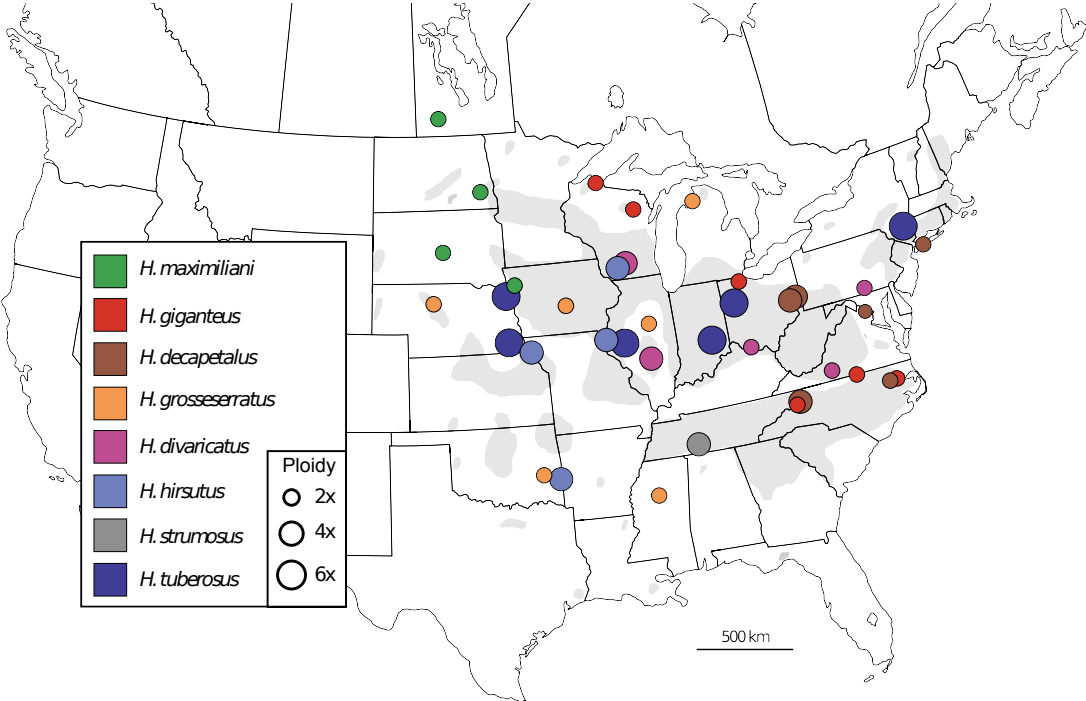 H. maximiliani
H. giganteus
H. decapetalus
H. grosseserratus
H. divaricatus
H. hirsutus
H. strumosus
H. tuberosus
Ploidy
2x
4x
6x
500 km